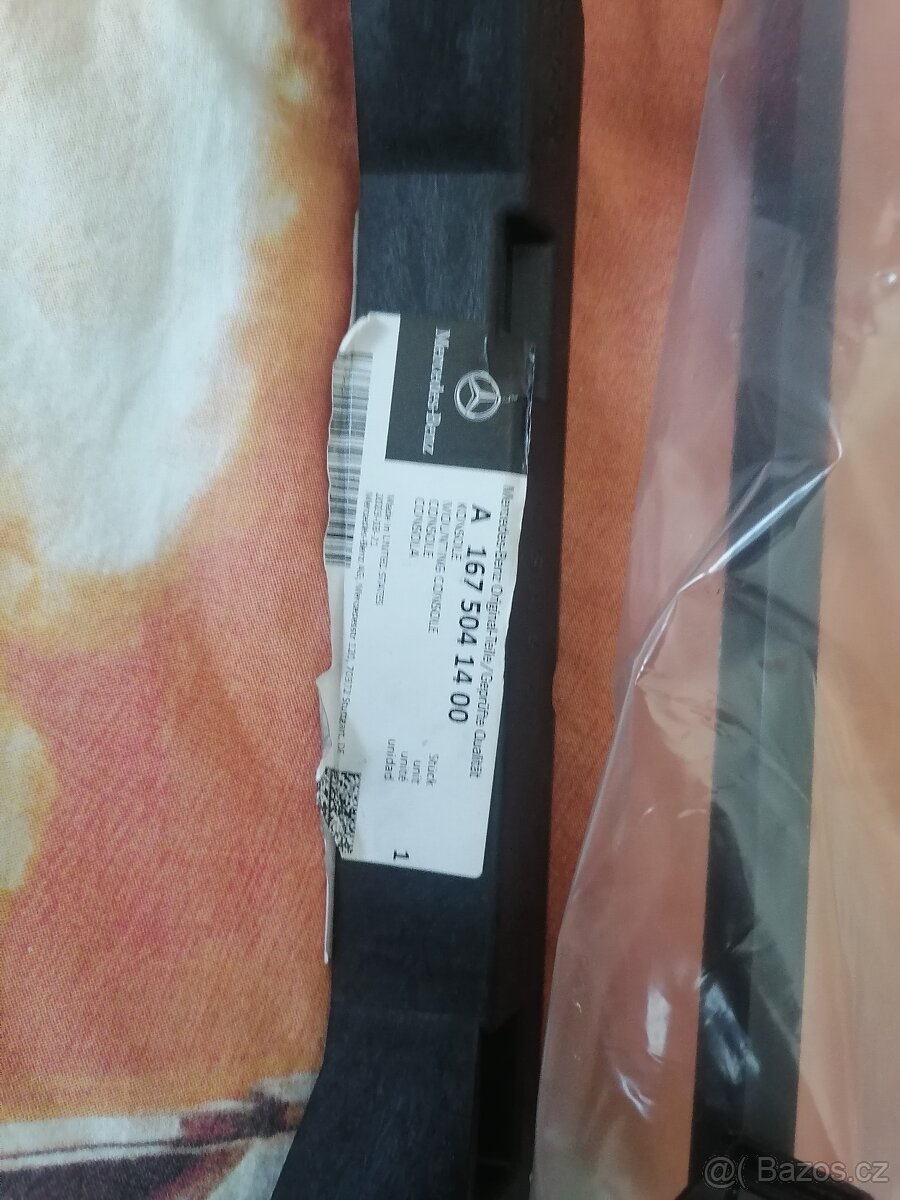 Mercedes-Benz
Mercedes-Benz Original-Teile/Geprüfte Qualität
A 167 504 14 00
KONSOLE
MOUNTING CONSOLE
CONSOLE
CONSOLA
Stück
unit
unité
unidad
1
Made in UNITED STATES
Mercedes-Benz AG, Mercedesstr 120, 70372 Stuttgart, DE
@( Bazos.cz